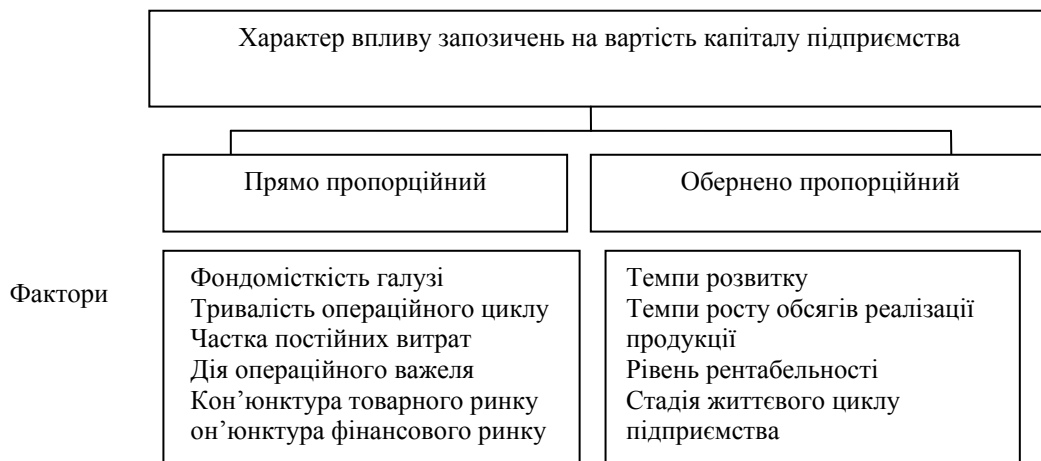 Характер впливу запозичень на вартість капіталу підприємства
Прямо пропорційний
Обернено пропорційний
Фактори
Фондомісткість галузі
Тривалість операційного циклу
Частка постійних витрат
Дія операційного важеля
Кон’юнктура товарного ринку
он’юнктура фінансового ринку
Темпи розвитку
Темпи росту обсягів реалізації
продукції
Рівень рентабельності
Стадія життєвого циклу
підприємства